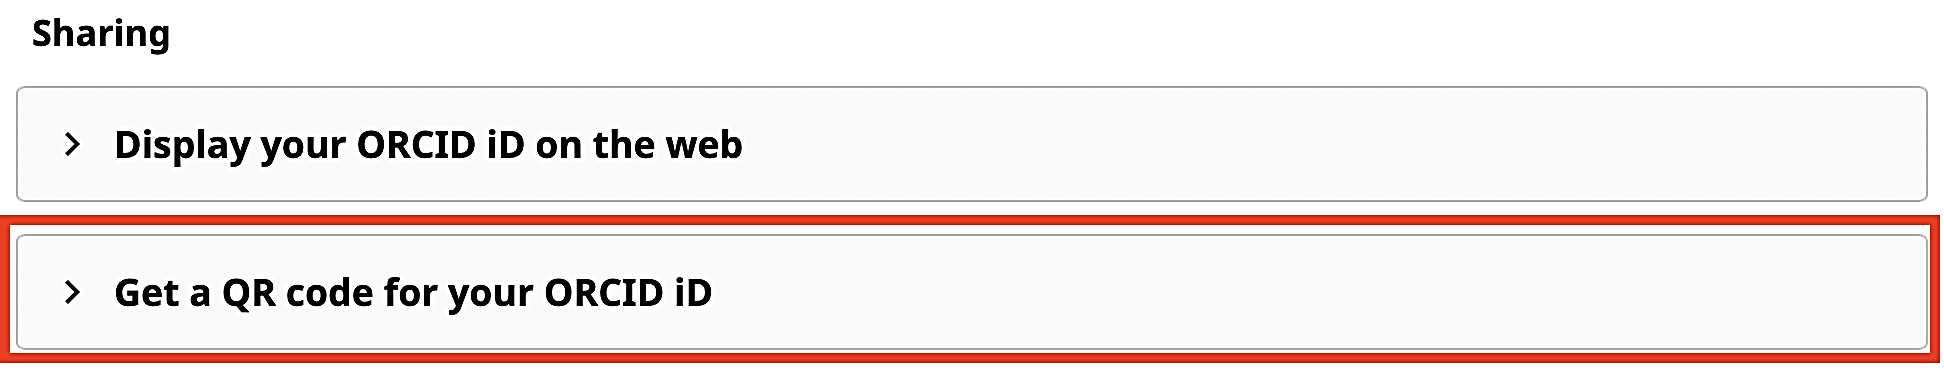 Sharing
Display your ORCID iD on the web
Get a QR code for your ORCID iD